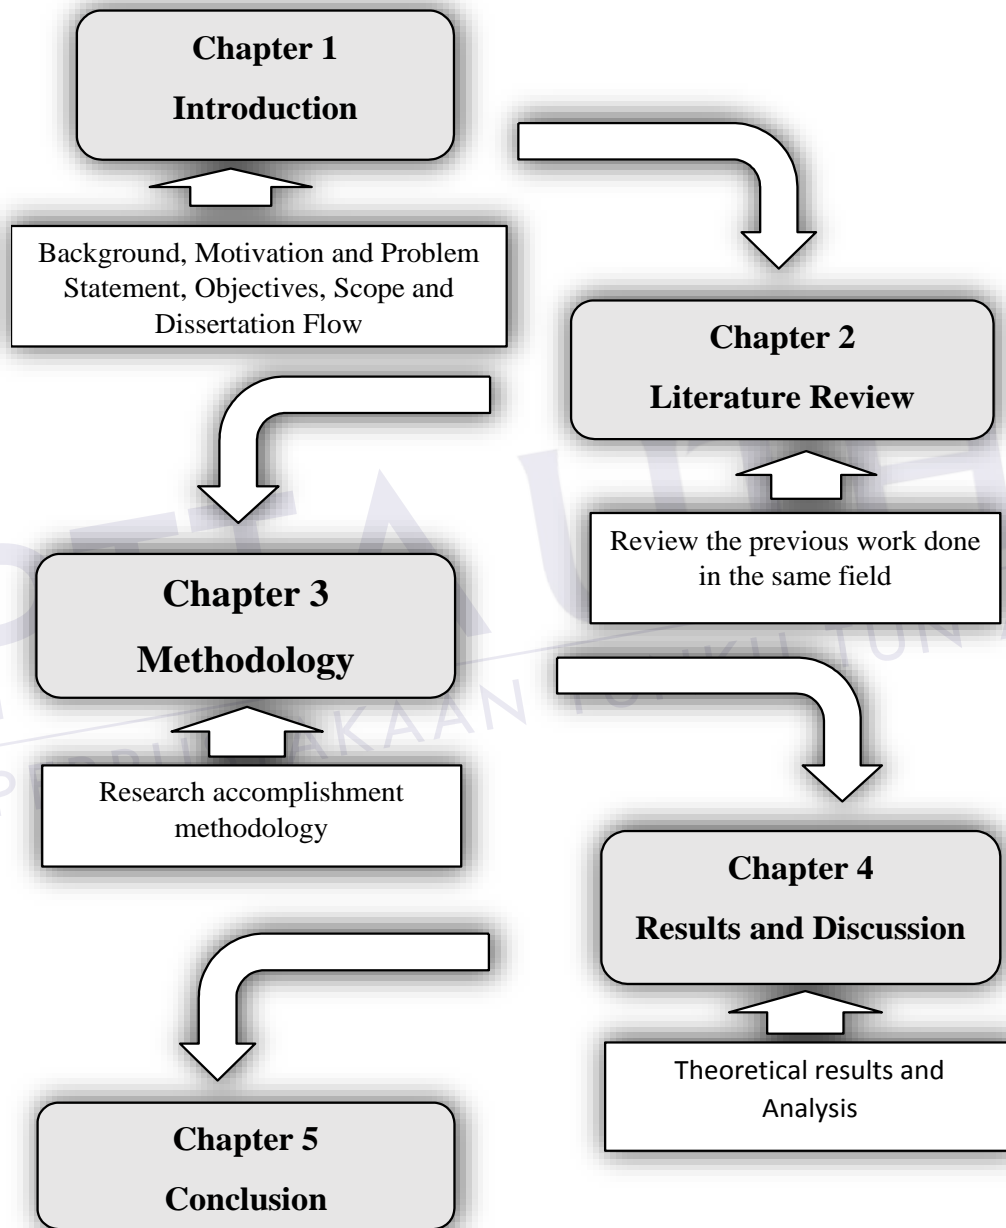 Chapter 1
Introduction
Background, Motivation and Problem
Statement, Objectives, Scope and
Dissertation Flow
Chapter 2
Literature Review
Review the previous work done
in the same field
Chapter 3
Methodology
Research accomplishment
methodology
Chapter 4
Results and Discussion
Theoretical results and
Analysis
Chapter 5
Conclusion